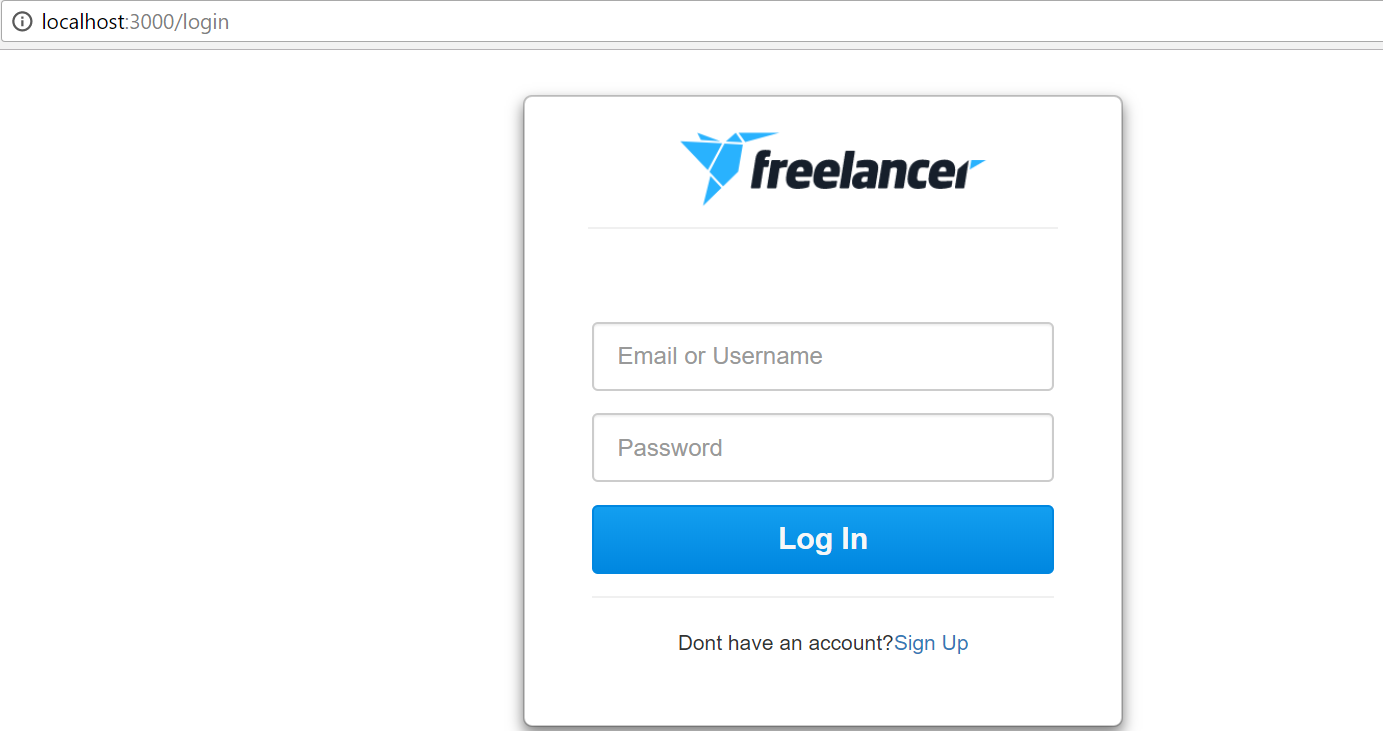 localhost:3000/login
freelancer
Email or Username
Password
Log In
Dont have an account?Sign Up